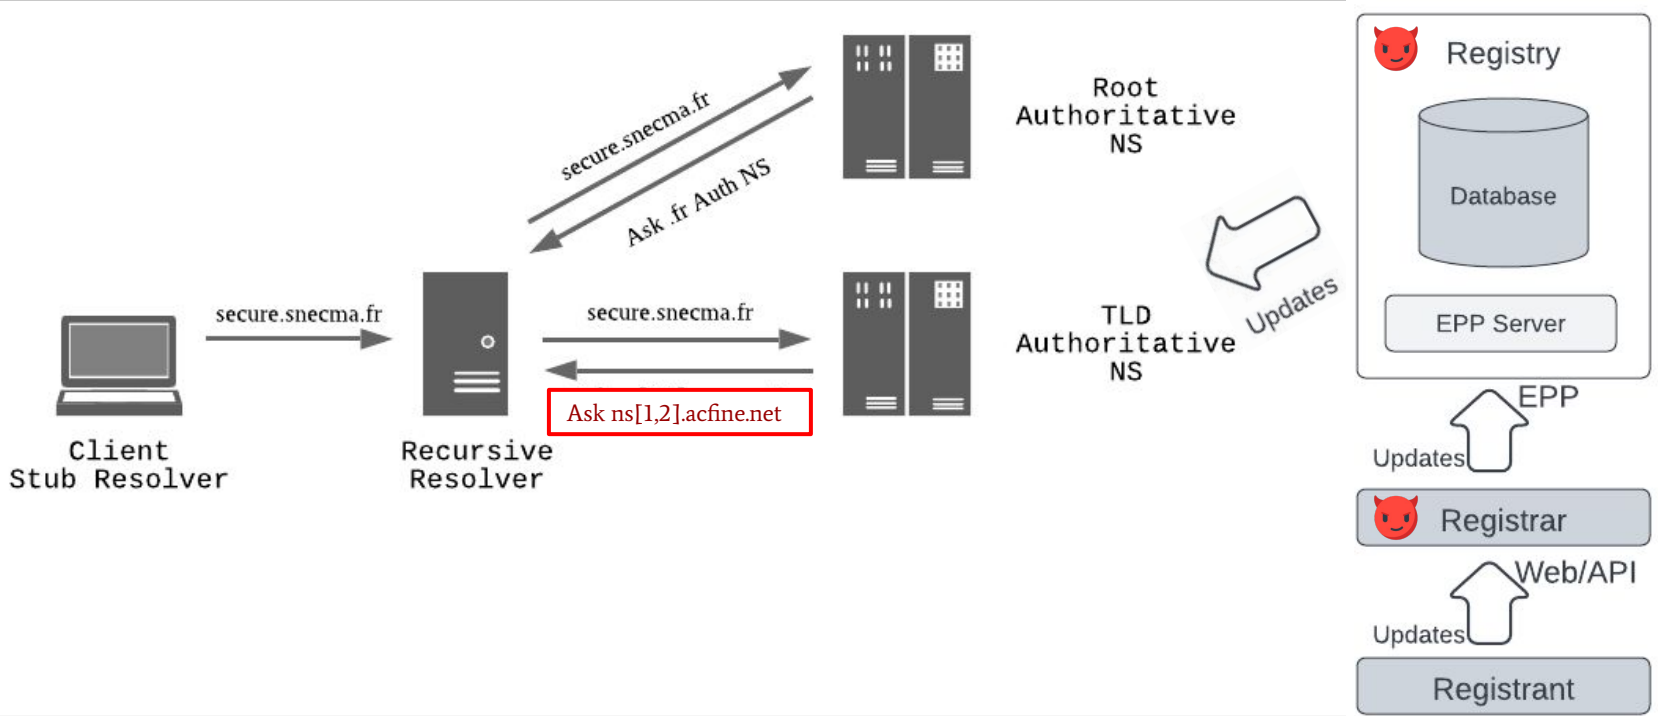 secure.snecma.fr
Ask .fr Auth NS
Root
Authoritative
NS
secure.snecma.fr
secure.snecma.fr
Ask ns[1,2].acfine.net
TLD
Authoritative
NS
Client
Stub Resolver
Recursive
Resolver
Updates
Registry
Database
EPP Server
EPP
Updates
Registrar
Web/API
Updates
Registrant